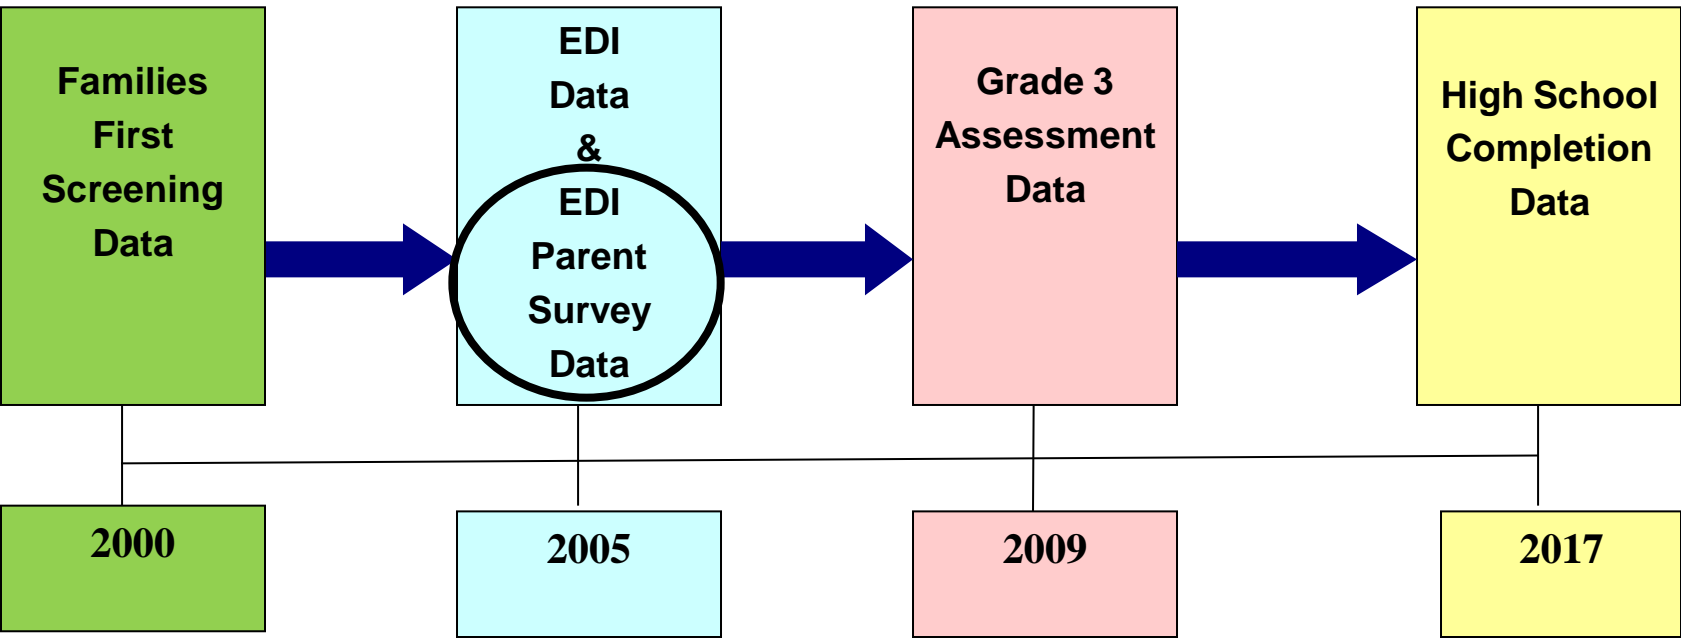 Families
First
Screening
Data
EDI
Data
&
EDI
Parent
Survey
Data
Grade 3
Assessment
Data
High School
Completion
Data
2000
2005
2009
2017